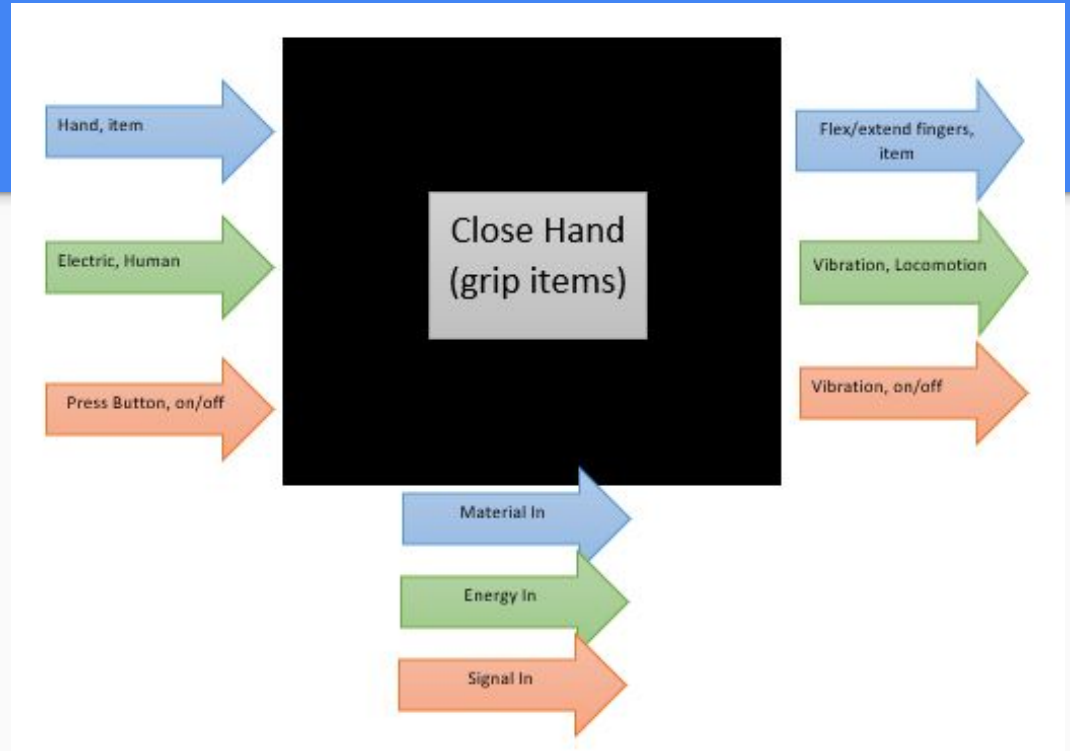 Hand, item
Electric, Human
Press Button, on/off
Close Hand
(grip items)
Flex/extend fingers,
item
Vibration, Locomotion
Vibration, on/off
Material In
Energy In
Signal In